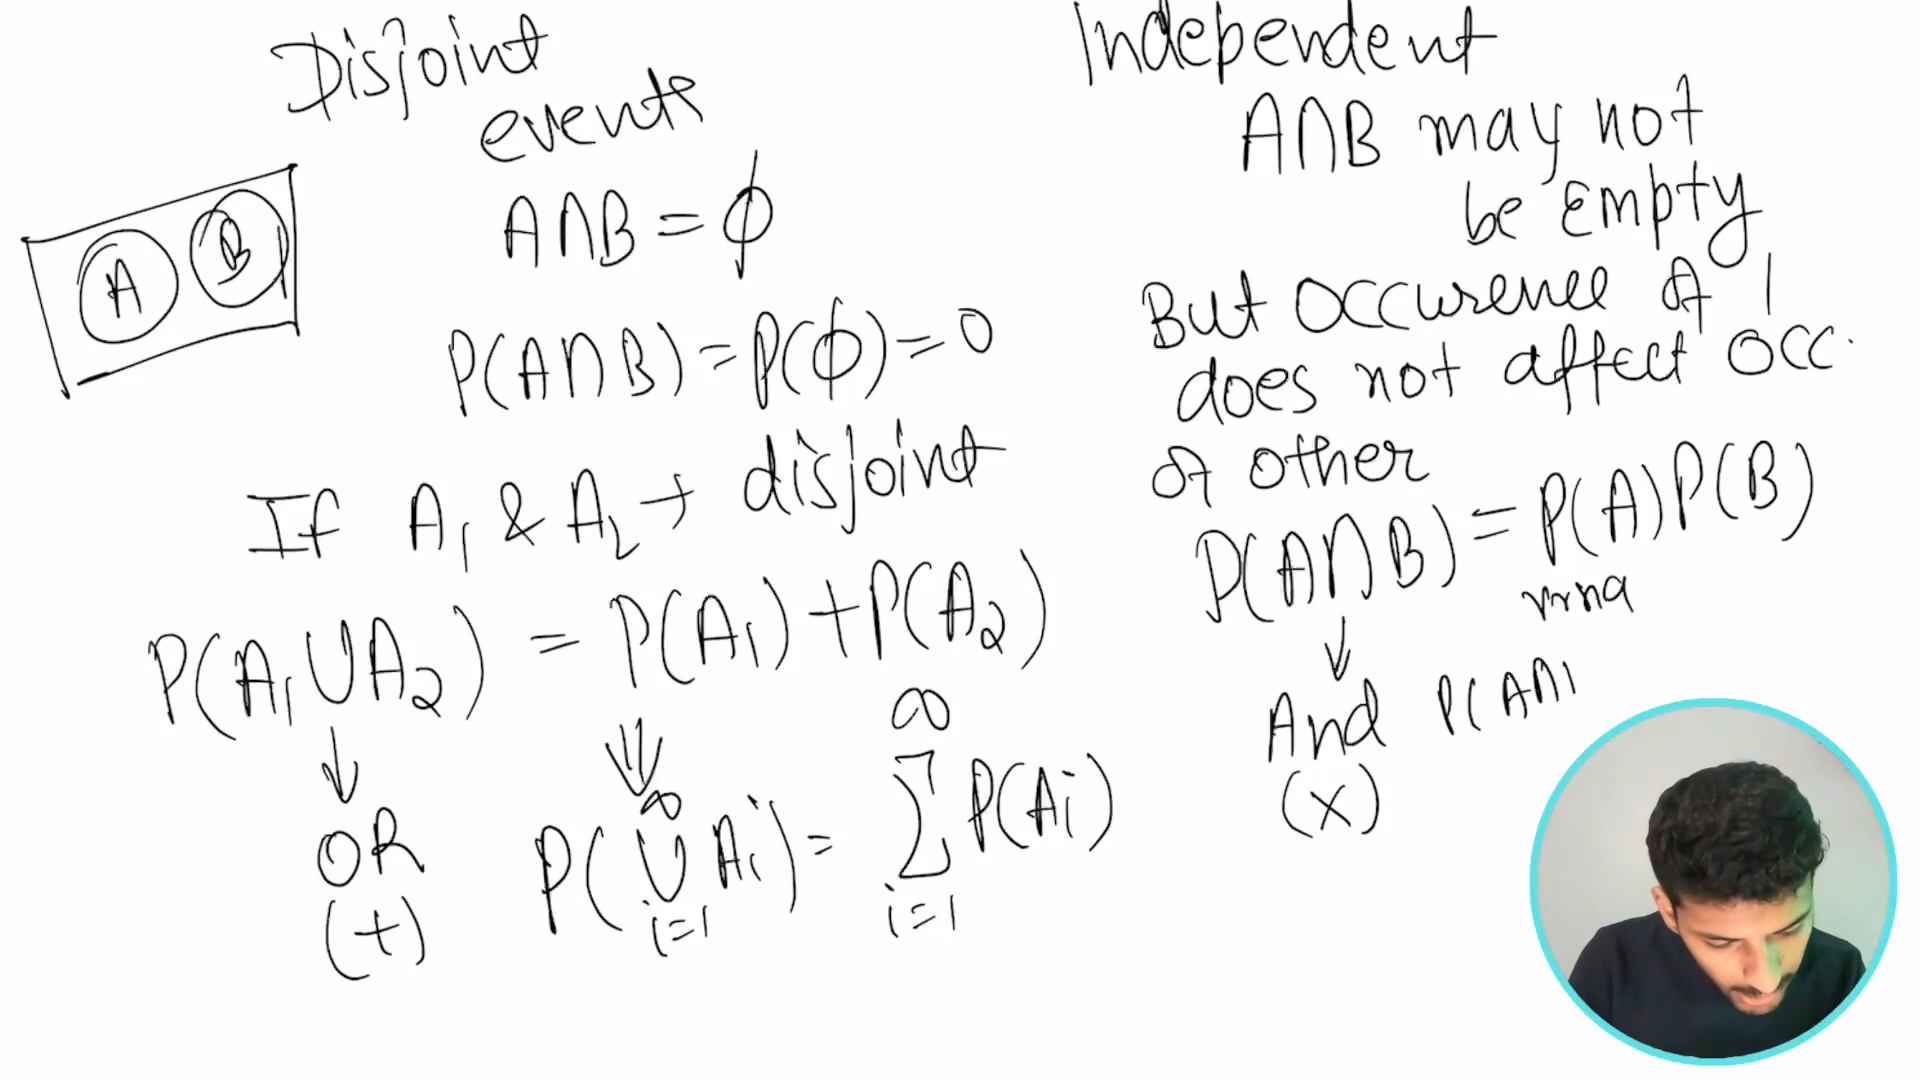 Disjoint
events
A∩B = ϕ
A B
P(A∩B) = P(ϕ) = 0
If A₁ & A₂ → disjoint
P(A₁∪A₂) = P(A₁) + P(A₂)
↓
OR
(+)
P(∞∪i=1 Ai) = ∞∑i=1 P(Ai)
Independent
A∩B may not
be empty
But occurence of 1
does not affect occ.
of other
P(A∩B) = P(A)P(B)
↓
And P(A∩
(×)